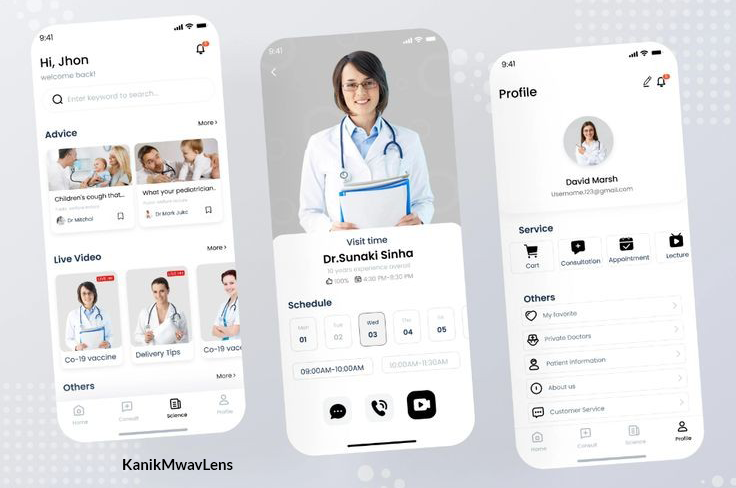 9:41
Hi, Jhon
welcome back!
Enter keyword to search...
Advice
More ›
Children's cough that...
Dr Mitchal
What your pediatrician..
Dr Mark Juka
Live Video
More ›
LIVE
LIVE
Co-19 vaccine
Delivery Tips
Co-19 vacc
Others
More ›
Home
Consult
Science
Profile
9:41
Visit time
Dr.Sunaki Sinha
16 years experience overall
100%
4:30 PM-8:30 PM
Schedule
Mon
01
Tue
02
Wed
03
Thu
04
05
09:00AM-10:00AM
10:00AM-11:30AM
9:41
Profile
David Marsh
Username.123@gmail.com
Service
Cart
Consultation
Appointment
Lecture
Others
My favorite
Private Doctors
Patient information
About us
Customer Service
Home
Consult
Science
Profile
KanikMwavLens